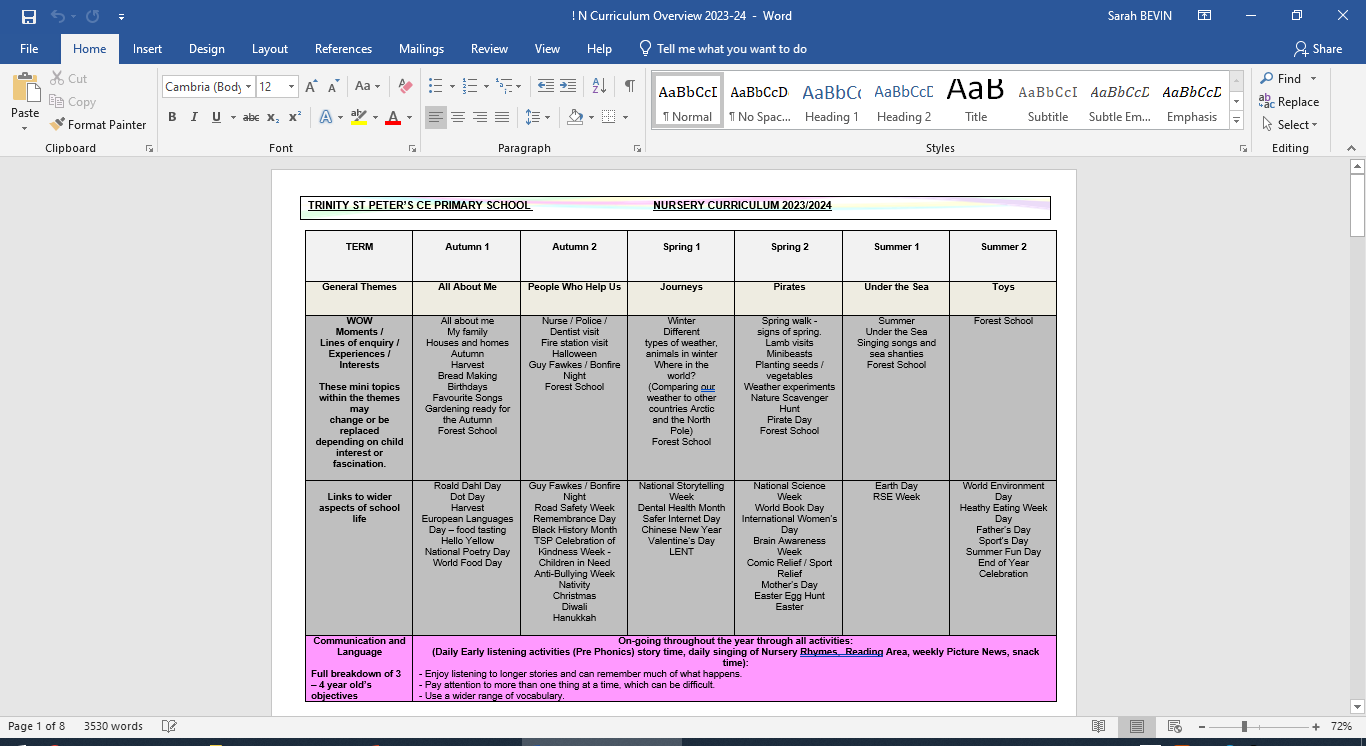 ! N Curriculum Overview 2023-24 - Word
Sarah BEVIN
File Home Insert Design Layout References Mailings Review View Help Tell me what you want to do Share
Paste
Cut
Copy
Format Painter
Clipboard
Cambria (Body 12
Font
Paragraph
AaBbCcI AaBbCcD AaBbCc AaBbCcD AaB AaBbCcI AaBbCcD AaBbCcD
¶ Normal ¶ No Spac... Heading 1 Heading 2 Title Subtitle Subtle Em... Emphasis
Styles
Find
Replace
Select
Editing
TRINITY ST PETER'S CE PRIMARY SCHOOL NURSERY CURRICULUM 2023/2024
TERM Autumn 1 Autumn 2 Spring 1 Spring 2 Summer 1 Summer 2
General Themes All About Me People Who Help Us Journeys Pirates Under the Sea Toys
WOW
Moments /
Lines of enquiry /
Experiences /
Interests
These mini topics
within the themes
may
change or be
replaced
depending on child
interest or
fascination.
All about me
My family
Houses and homes
Autumn
Harvest
Bread Making
Birthdays
Favourite Songs
Gardening ready for
the Autumn
Forest School
Nurse / Police /
Dentist visit
Fire station visit
Halloween
Guy Fawkes / Bonfire
Night
Forest School
Winter
Different
types of weather,
animals in winter
Where in the
world?
(Comparing our
weather to other
countries Arctic
and the North
Pole)
Forest School
Spring walk -
signs of spring.
Lamb visits
Minibeasts
Planting seeds /
vegetables
Weather experiments
Nature Scavenger
Hunt
Pirate Day
Forest School
Summer
Under the Sea
Singing songs and
sea shanties
Forest School
Forest School
Links to wider
aspects of school
life
Roald Dahl Day
Dot Day
Harvest
European Languages
Day – food tasting
Hello Yellow
National Poetry Day
World Food Day
Guy Fawkes / Bonfire
Night
Road Safety Week
Remembrance Day
Black History Month
TSP Celebration of
Kindness Week -
Children in Need
Anti-Bullying Week
Nativity
Christmas
Diwali
Hanukkah
National Storytelling
Week
Dental Health Month
Safer Internet Day
Chinese New Year
Valentine's Day
LENT
National Science
Week
World Book Day
International Women's
Day
Brain Awareness
Week
Comic Relief / Sport
Relief
Mother's Day
Easter Egg Hunt
Easter
Earth Day
RSE Week
World Environment
Day
Heathy Eating Week
Day
Father's Day
Sport's Day
Summer Fun Day
End of Year
Celebration
Communication and
Language
Full breakdown of 3
– 4 year old's
objectives
On-going throughout the year through all activities:
(Daily Early listening activities (Pre Phonics) story time, daily singing of Nursery Rhymes, Reading Area, weekly Picture News, snack
time):
- Enjoy listening to longer stories and can remember much of what happens.
- Pay attention to more than one thing at a time, which can be difficult.
- Use a wider range of vocabulary.
Page 1 of 8 3530 words 72%